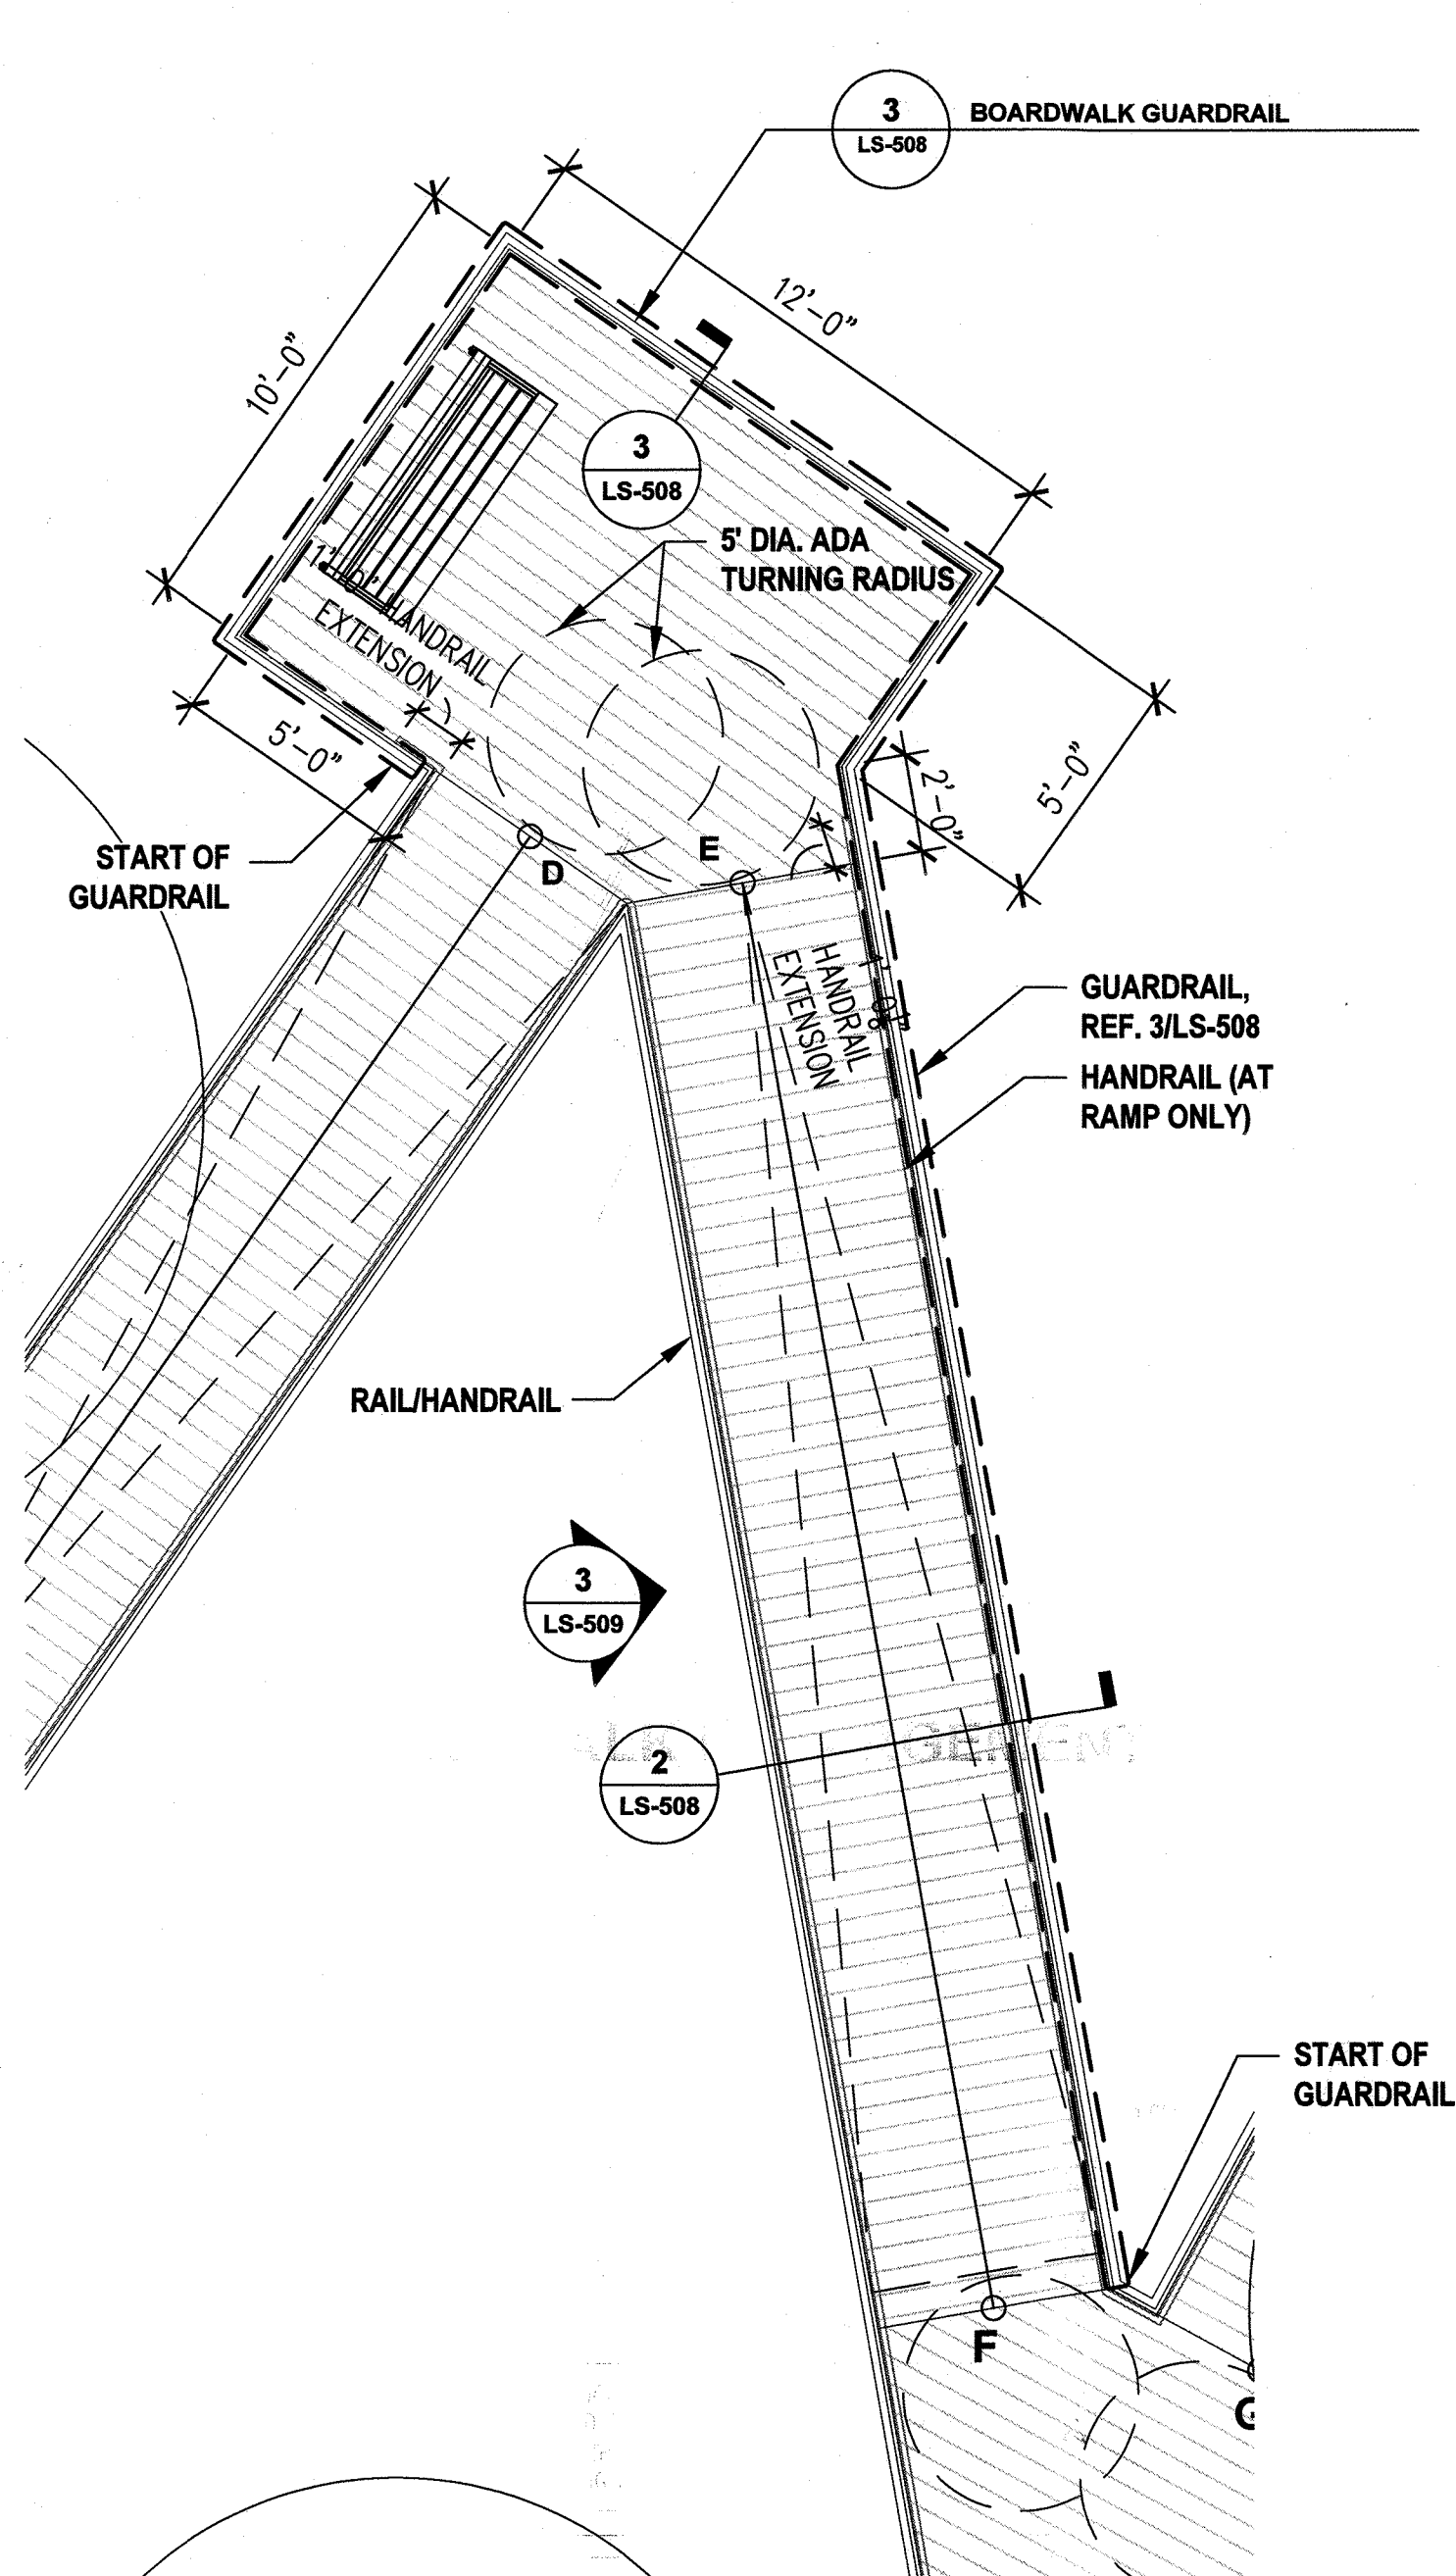 3
LS-508
BOARDWALK GUARDRAIL
12'-0"
10'-0"
3
LS-508
5' DIA. ADA
TURNING RADIUS
1'-0" HANDRAIL
EXTENSION
5'-0"
2'-0"
5'-0"
START OF
GUARDRAIL
D
E
HANDRAIL
EXTENSION
GUARDRAIL,
REF. 3/LS-508
HANDRAIL (AT
RAMP ONLY)
RAIL/HANDRAIL
3
LS-509
2
LS-508
START OF
GUARDRAIL
F
G